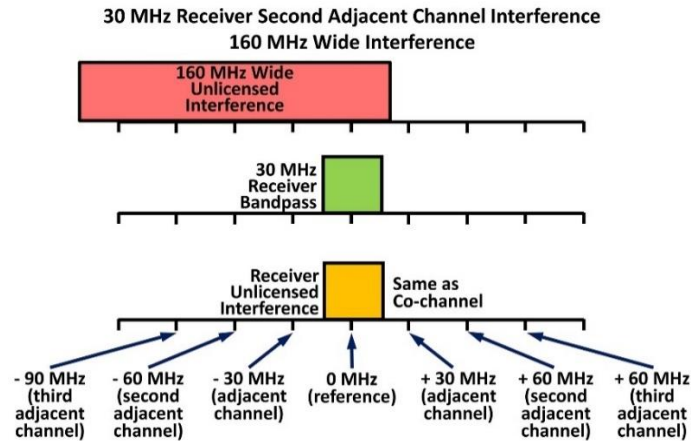 30 MHz Receiver Second Adjacent Channel Interference
160 MHz Wide Interference
160 MHz Wide
Unlicensed
Interference
30 MHz
Receiver
Bandpass
Receiver
Unlicensed
Interference
Same as
Co-channel
- 90 MHz
(third
adjacent
channel)
- 60 MHz
(second
adjacent
channel)
- 30 MHz
(adjacent
channel)
0 MHz
(reference)
+ 30 MHz
(adjacent
channel)
+ 60 MHz
(second
adjacent
channel)
+ 60 MHz
(third
adjacent
channel)